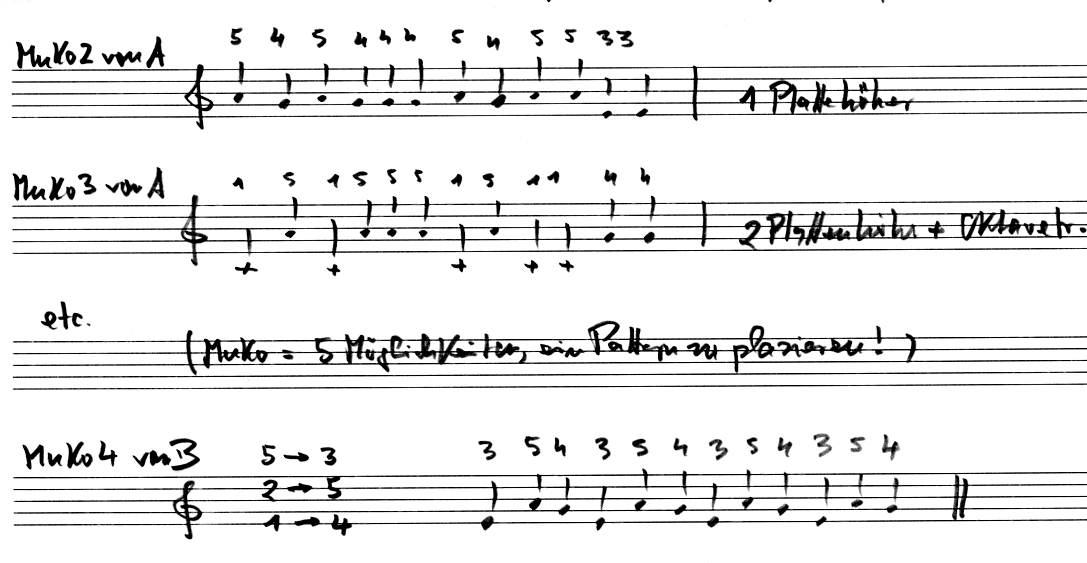 MuKo2 von A
5 4 5 4 4 4 5 4 5 5 3 3
1 Platte höher
MuKo3 von A
1 5 1 5 5 5 1 5 1 1 4 4
2 Platten höher + Oktavetr.
etc.
(MuKo = 5 Möglichkeiten, ein Pattern zu plazieren!)
MuKo4 von B
5 → 3
2 → 5
1 → 4
3 5 4 3 5 4 3 5 4 3 5 4